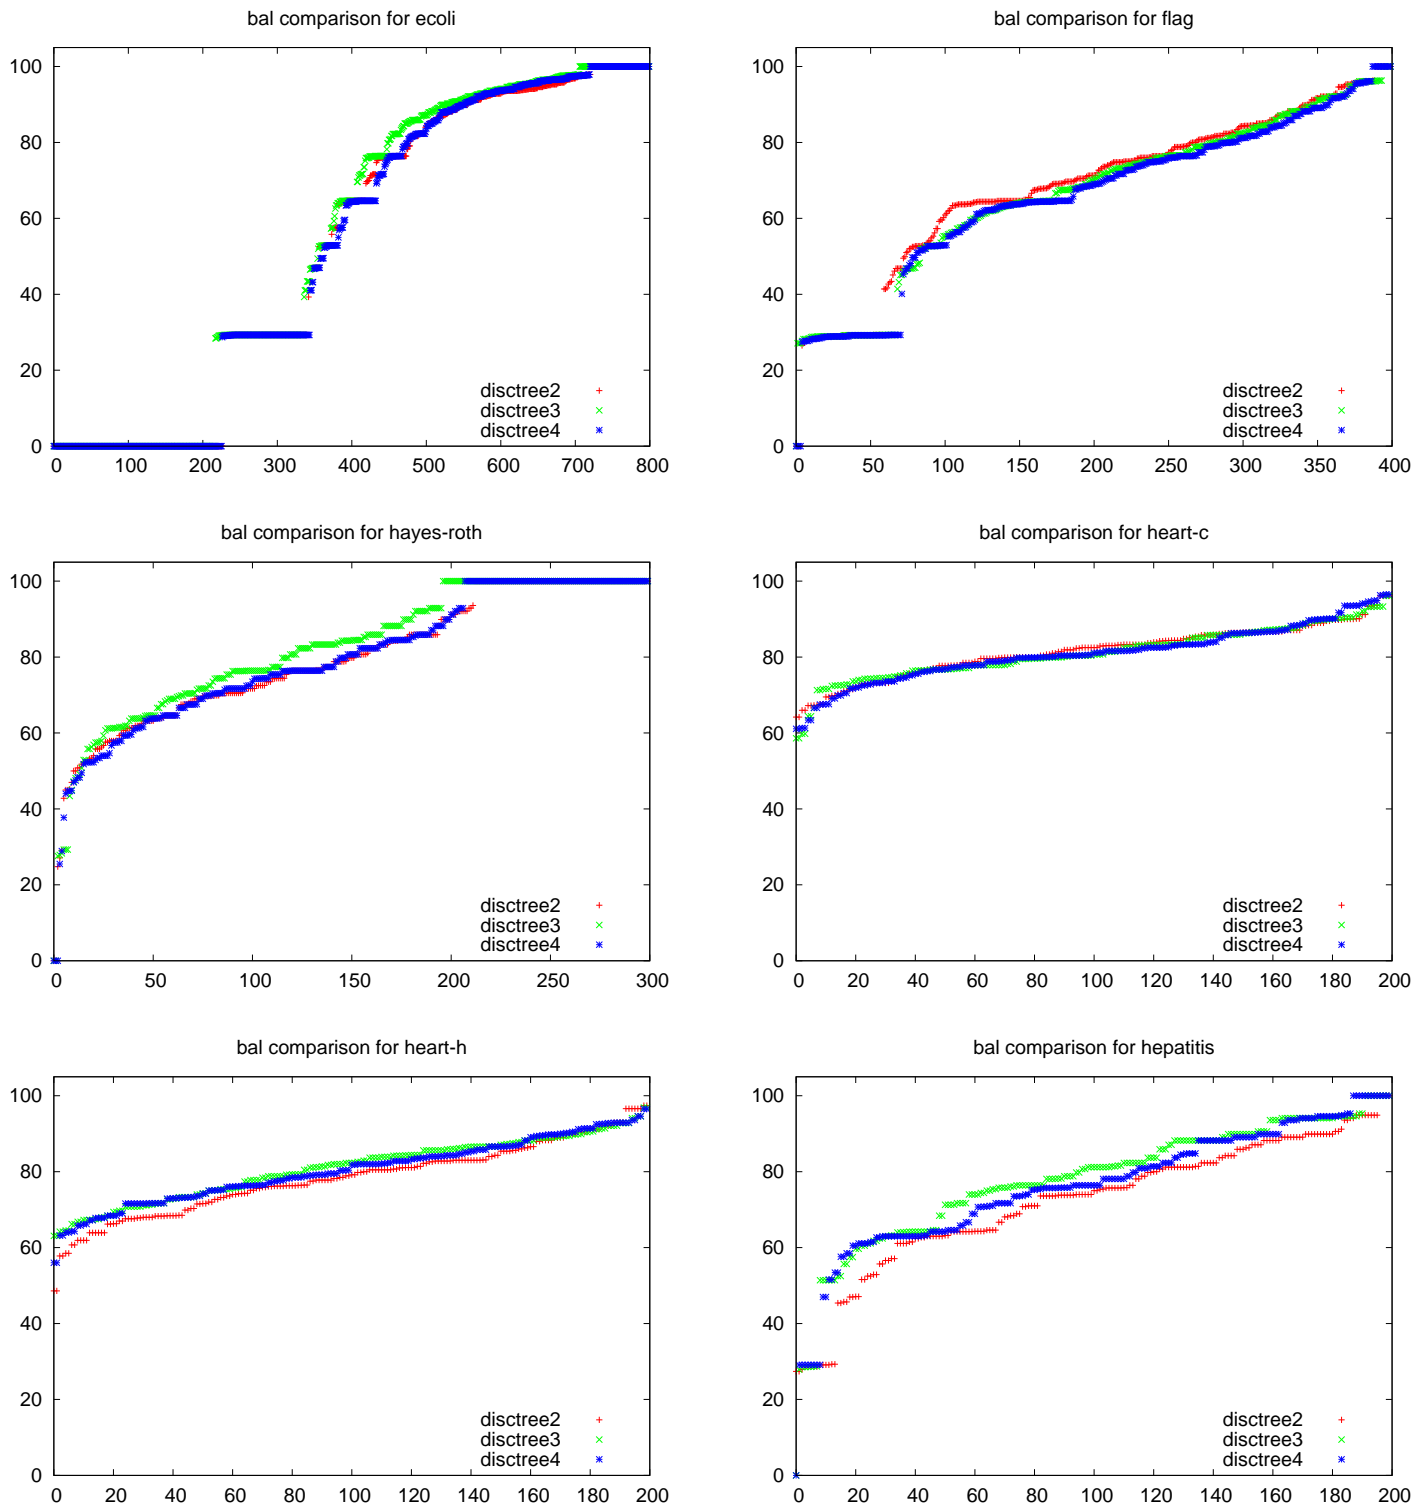 bal comparison for ecoli
100
80
60
40
20
0
disctree2
disctree3
disctree4
0 100 200 300 400 500 600 700 800
bal comparison for flag
100
80
60
40
20
0
disctree2
disctree3
disctree4
0 50 100 150 200 250 300 350 400
bal comparison for hayes-roth
100
80
60
40
20
0
disctree2
disctree3
disctree4
0 50 100 150 200 250 300
bal comparison for heart-c
100
80
60
40
20
0
disctree2
disctree3
disctree4
0 20 40 60 80 100 120 140 160 180 200
bal comparison for heart-h
100
80
60
40
20
0
disctree2
disctree3
disctree4
0 20 40 60 80 100 120 140 160 180 200
bal comparison for hepatitis
100
80
60
40
20
0
disctree2
disctree3
disctree4
0 20 40 60 80 100 120 140 160 180 200